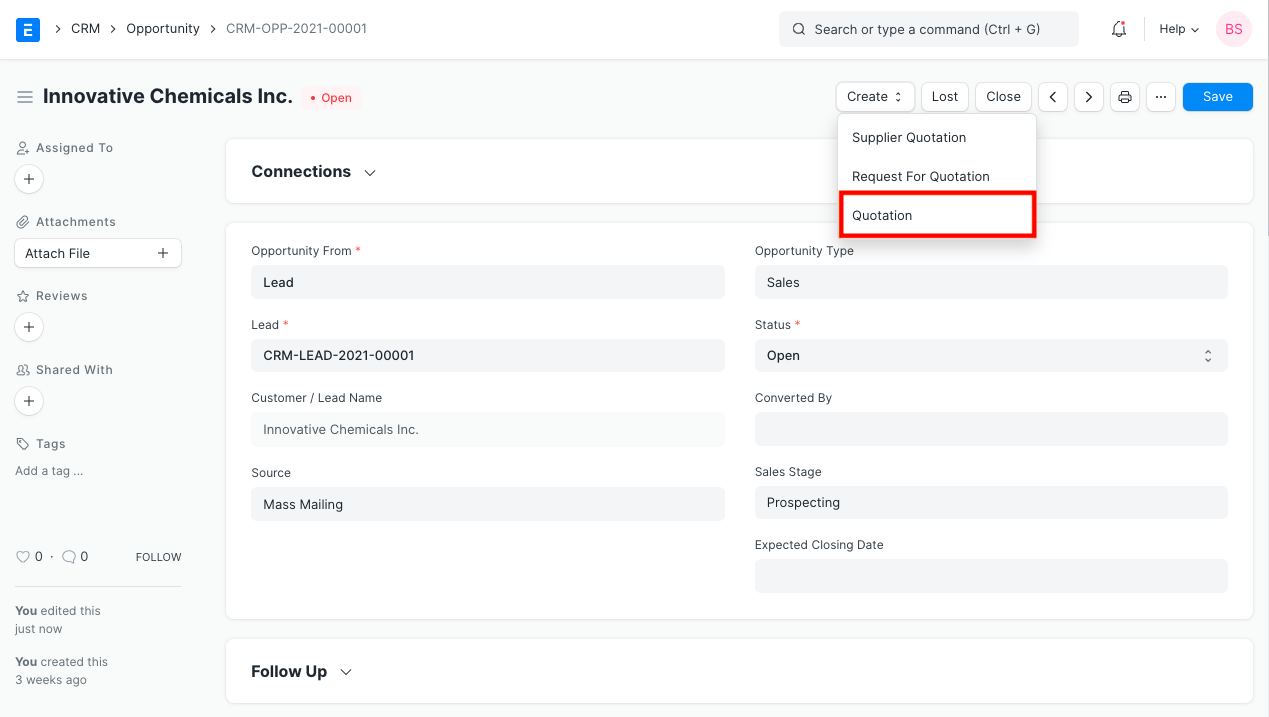 E
CRM
Opportunity
CRM-OPP-2021-00001
Search or type a command (Ctrl + G)
Help
BS
Innovative Chemicals Inc.
Open
Create
Lost
Close
Save
Supplier Quotation
Request For Quotation
Quotation
Assigned To
Attachments
Attach File
Reviews
Shared With
Tags
Add a tag ...
0 · 0
FOLLOW
You edited this
just now
You created this
3 weeks ago
Connections
Opportunity From *
Lead
Lead *
CRM-LEAD-2021-00001
Customer / Lead Name
Innovative Chemicals Inc.
Source
Mass Mailing
Opportunity Type
Sales
Status *
Open
Converted By
Sales Stage
Prospecting
Expected Closing Date
Follow Up